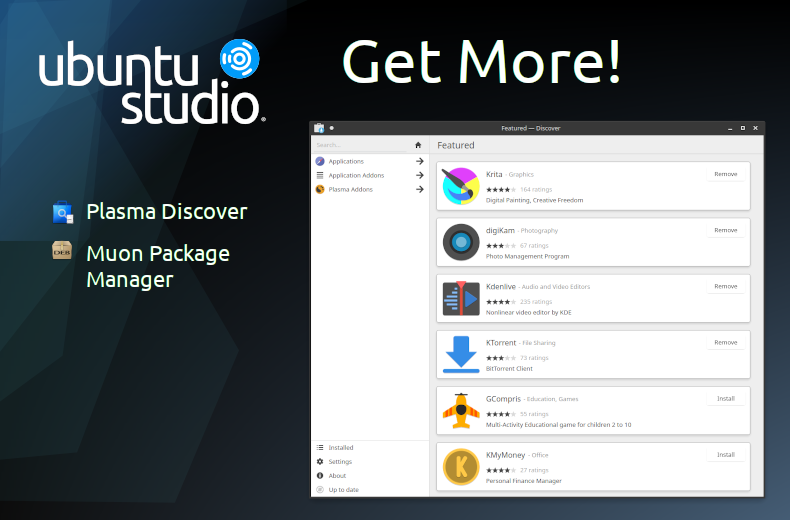 ubuntu
studio
Get More!
Plasma Discover
Muon Package
Manager
DEB
Featured — Discover
Search...
Applications
Application Addons
Plasma Addons
Installed
Settings
About
Up to date
Featured
Krita - Graphics
164 ratings
Digital Painting, Creative Freedom
Remove
digiKam - Photography
67 ratings
Photo Management Program
Remove
Kdenlive - Audio and Video Editors
235 ratings
Nonlinear video editor by KDE
Remove
KTorrent - File Sharing
73 ratings
BitTorrent Client
Remove
GCompris - Education, Games
55 ratings
Multi-Activity Educational game for children 2 to 10
Install
KMyMoney - Office
27 ratings
Personal Finance Manager
Install